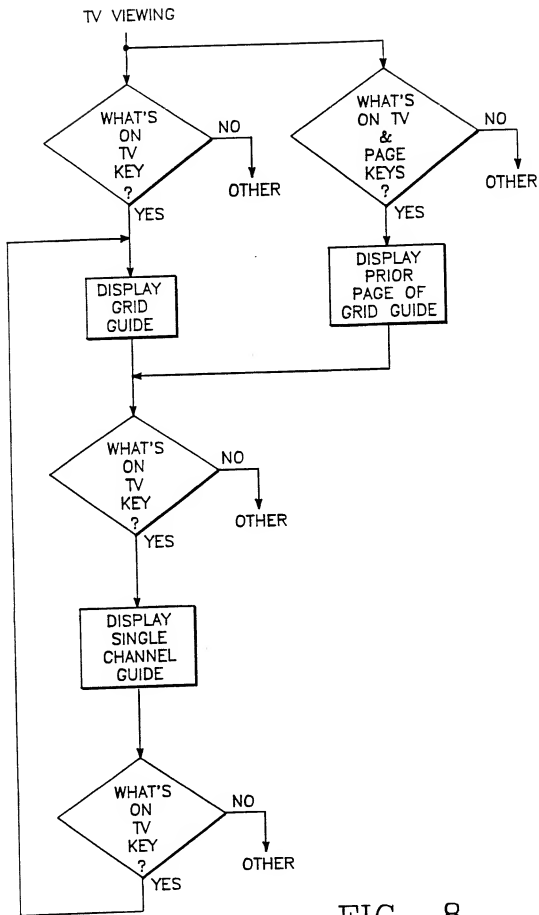 TV VIEWING
WHAT'S
ON
TV
KEY
?
NO
OTHER
YES
WHAT'S
ON TV
&
PAGE
KEYS
?
NO
OTHER
YES
DISPLAY
GRID
GUIDE
DISPLAY
PRIOR
PAGE OF
GRID GUIDE
WHAT'S
ON
TV
KEY
?
NO
OTHER
YES
DISPLAY
SINGLE
CHANNEL
GUIDE
WHAT'S
ON
TV
KEY
?
NO
OTHER
YES
FIG. 8